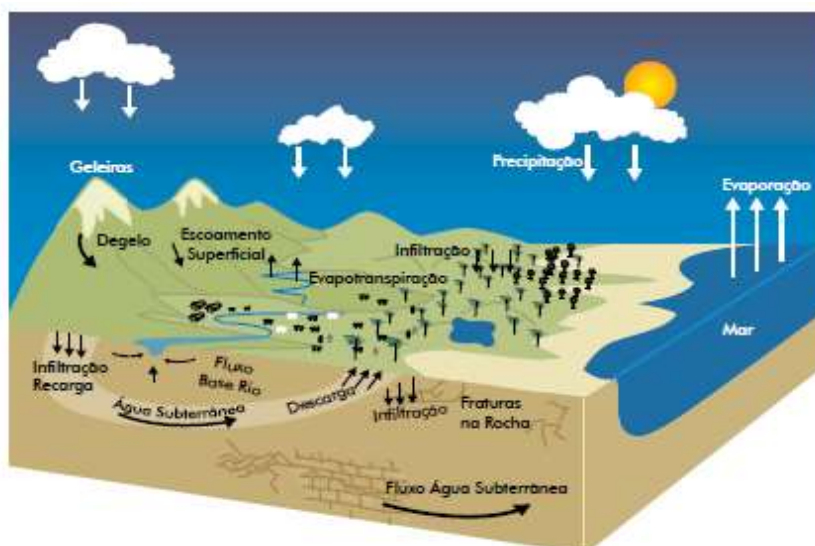 Geleiras
Precipitação
Evaporação
Degelo
Escoamento
Superficial
Infiltração
Evapotranspiração
Mar
Infiltração
Recarga
Fluxo
Base Rio
Água Subterrânea
Descarga
Infiltração
Fraturas
na Rocha
Fluxo Água Subterrânea